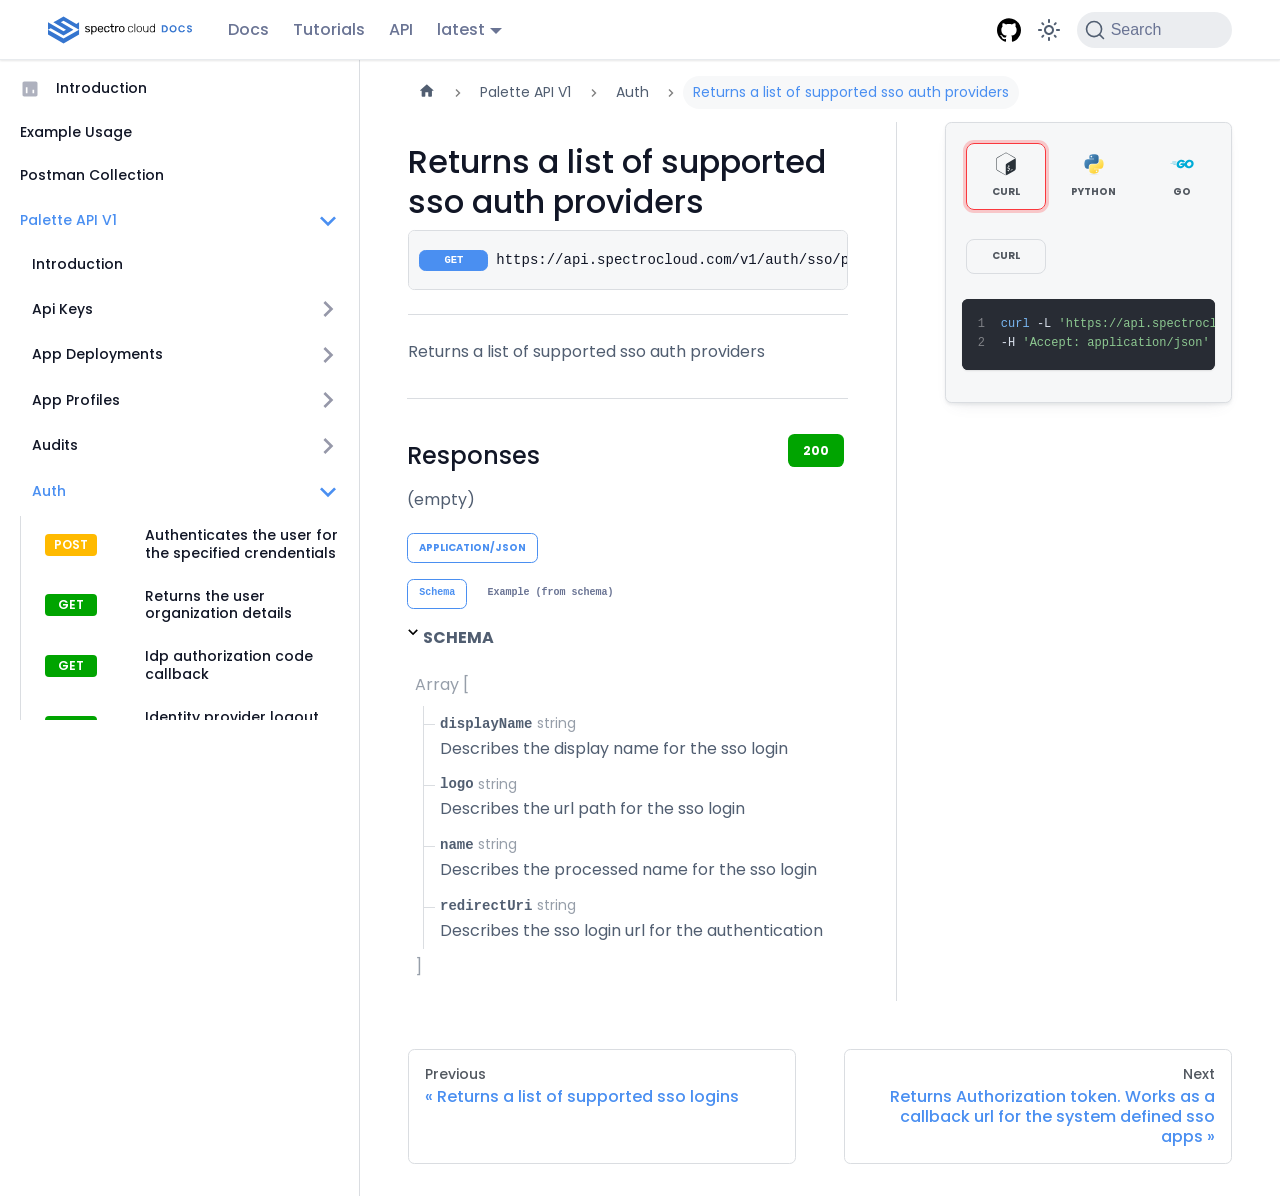 spectro cloud DOCS
Docs
Tutorials
API
latest
Search
Introduction
Example Usage
Postman Collection
Palette API V1
Introduction
Api Keys
App Deployments
App Profiles
Audits
Auth
POST
Authenticates the user for
the specified crendentials
GET
Returns the user
organization details
GET
Idp authorization code
callback
Identity provider logout
Palette API V1
Auth
Returns a list of supported sso auth providers
Returns a list of supported
sso auth providers
GET https://api.spectrocloud.com/v1/auth/sso/p
Returns a list of supported sso auth providers
Responses
200
(empty)
APPLICATION/JSON
Schema
Example (from schema)
SCHEMA
Array [
displayName string
Describes the display name for the sso login
logo string
Describes the url path for the sso login
name string
Describes the processed name for the sso login
redirectUri string
Describes the sso login url for the authentication
]
CURL
PYTHON
GO
GO
CURL
1 curl -L 'https://api.spectrocl
2 -H 'Accept: application/json'
Previous
« Returns a list of supported sso logins
Next
Returns Authorization token. Works as a
callback url for the system defined sso
apps »